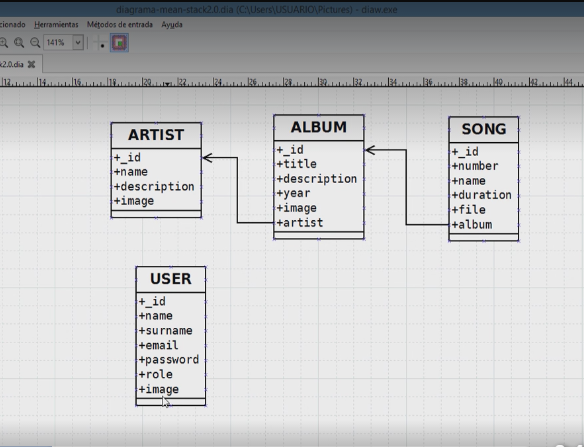 diagrama-mean-stack2.0.dia (C:\Users\USUARIO\Pictures) - diaw.exe
cionado Herramientas Métodos de entrada Ayuda
141%
k2.0.dia
12 14 16 18 20 22 24 26 28 30 32 34 36 38 40 42 44
ARTIST
+_id
+name
+description
+image
ALBUM
+_id
+title
+description
+year
+image
+artist
SONG
+_id
+number
+name
+duration
+file
+album
USER
+_id
+name
+surname
+email
+password
+role
+image